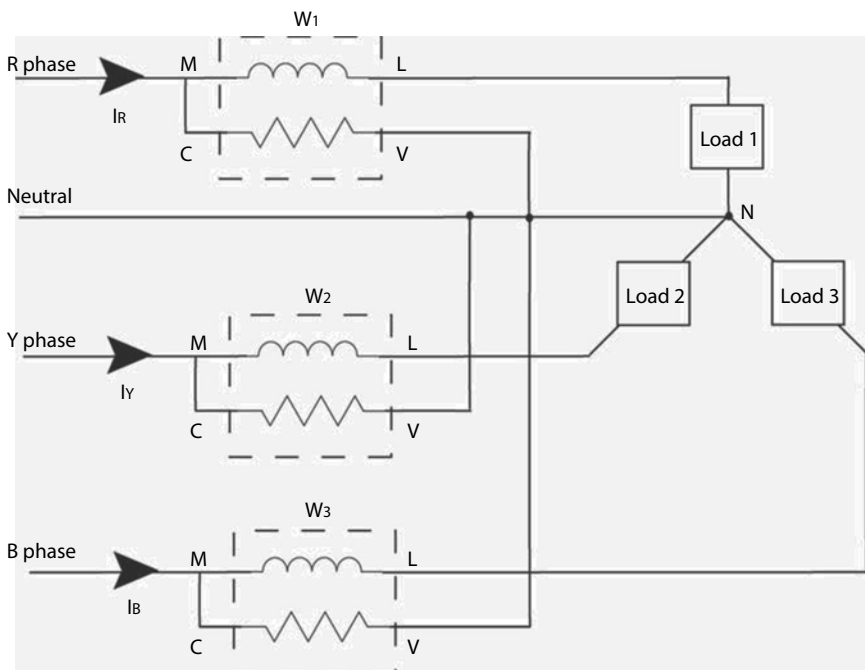 W1
R phase
M
L
IR
Load 1
C
V
Neutral
N
W2
Load 2
Load 3
Y phase
M
L
IY
C
V
W3
B phase
M
L
IB
C
V